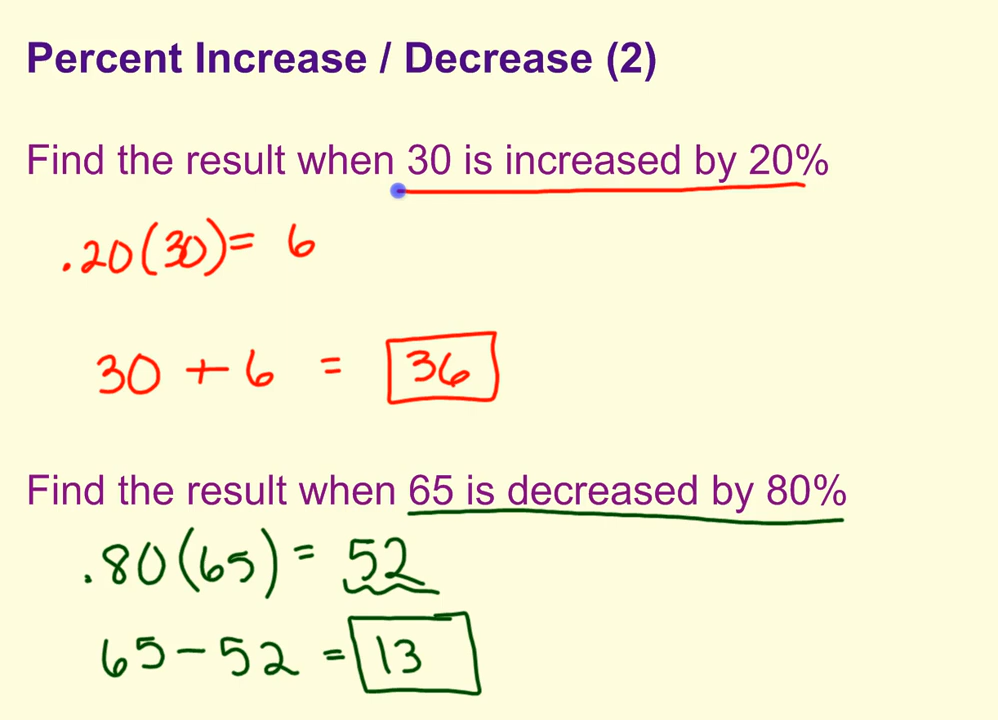 Percent Increase / Decrease (2)
Find the result when 30 is increased by 20%
.20(30) = 6
30 + 6 = 36
Find the result when 65 is decreased by 80%
.80(65) = 52
65 - 52 = 13